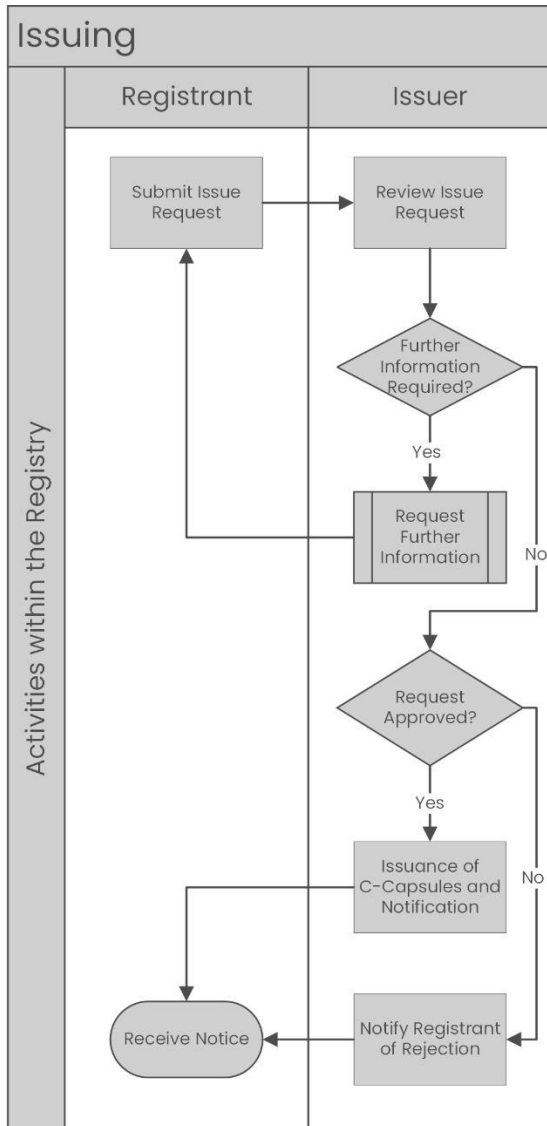 Issuing
Registrant
Issuer
Activities within the Registry
Submit Issue
Request
Review Issue
Request
Further
Information
Required?
Yes
Request
Further
Information
No
Request
Approved?
Yes
Issuance of
C-Capsules and
Notification
No
Receive Notice
Notify Registrant
of Rejection